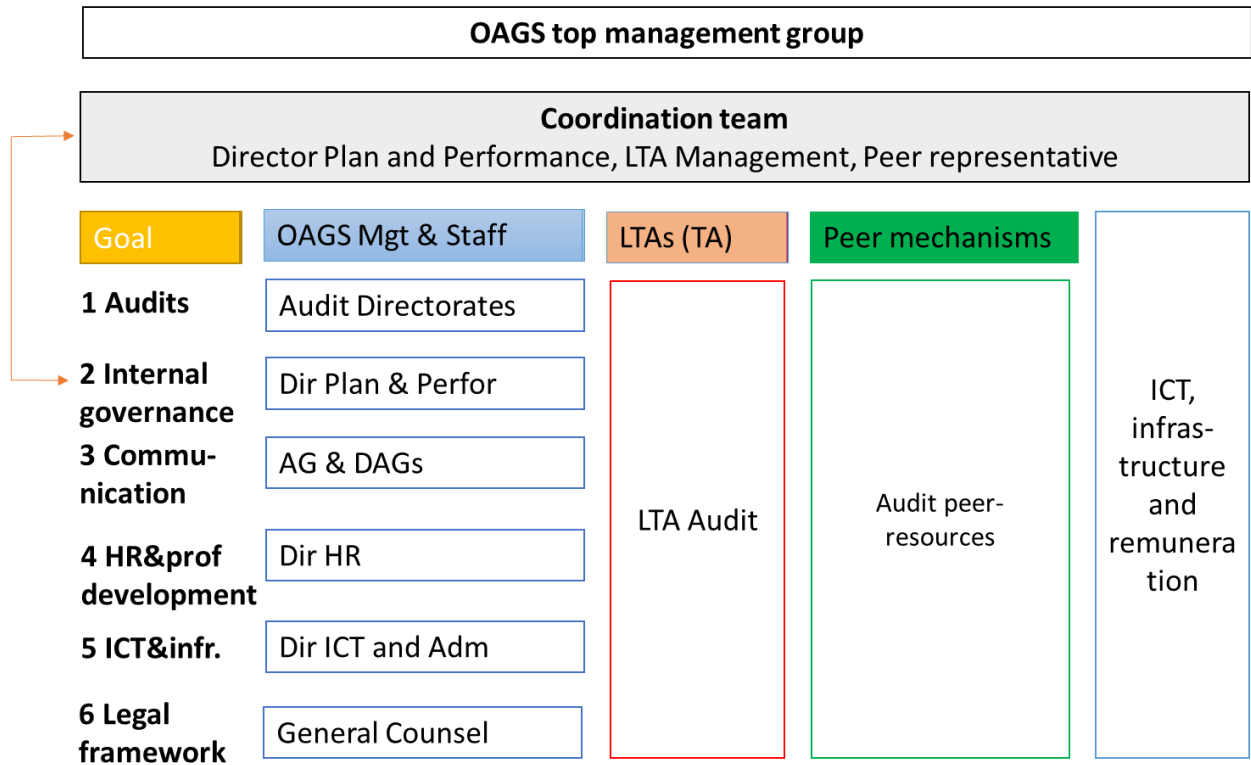 OAGS top management group
Coordination team
Director Plan and Performance, LTA Management, Peer representative
Goal
OAGS Mgt & Staff
LTAs (TA)
Peer mechanisms
1 Audits
Audit Directorates
2 Internal
governance
Dir Plan & Perfor
3 Commu-
nication
AG & DAGs
4 HR&prof
development
Dir HR
5 ICT&infr.
Dir ICT and Adm
6 Legal
framework
General Counsel
LTA Audit
Audit peer-
resources
ICT,
infras-
tructure
and
remunera
tion